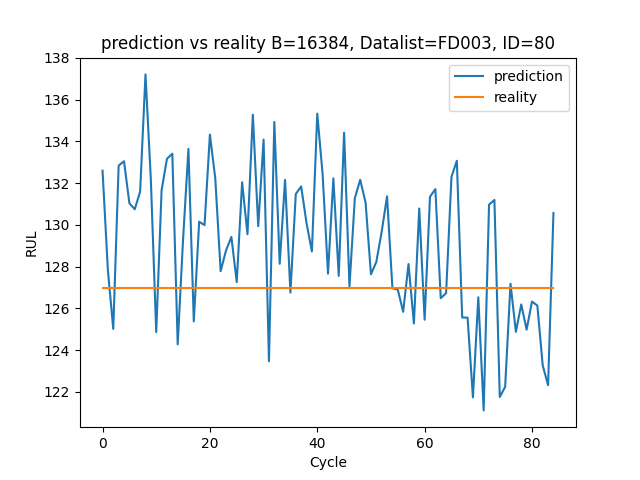 prediction vs reality B=16384, Datalist=FD003, ID=80
prediction
reality
RUL
138
136
134
132
130
128
126
124
122
0
20
40
60
80
Cycle